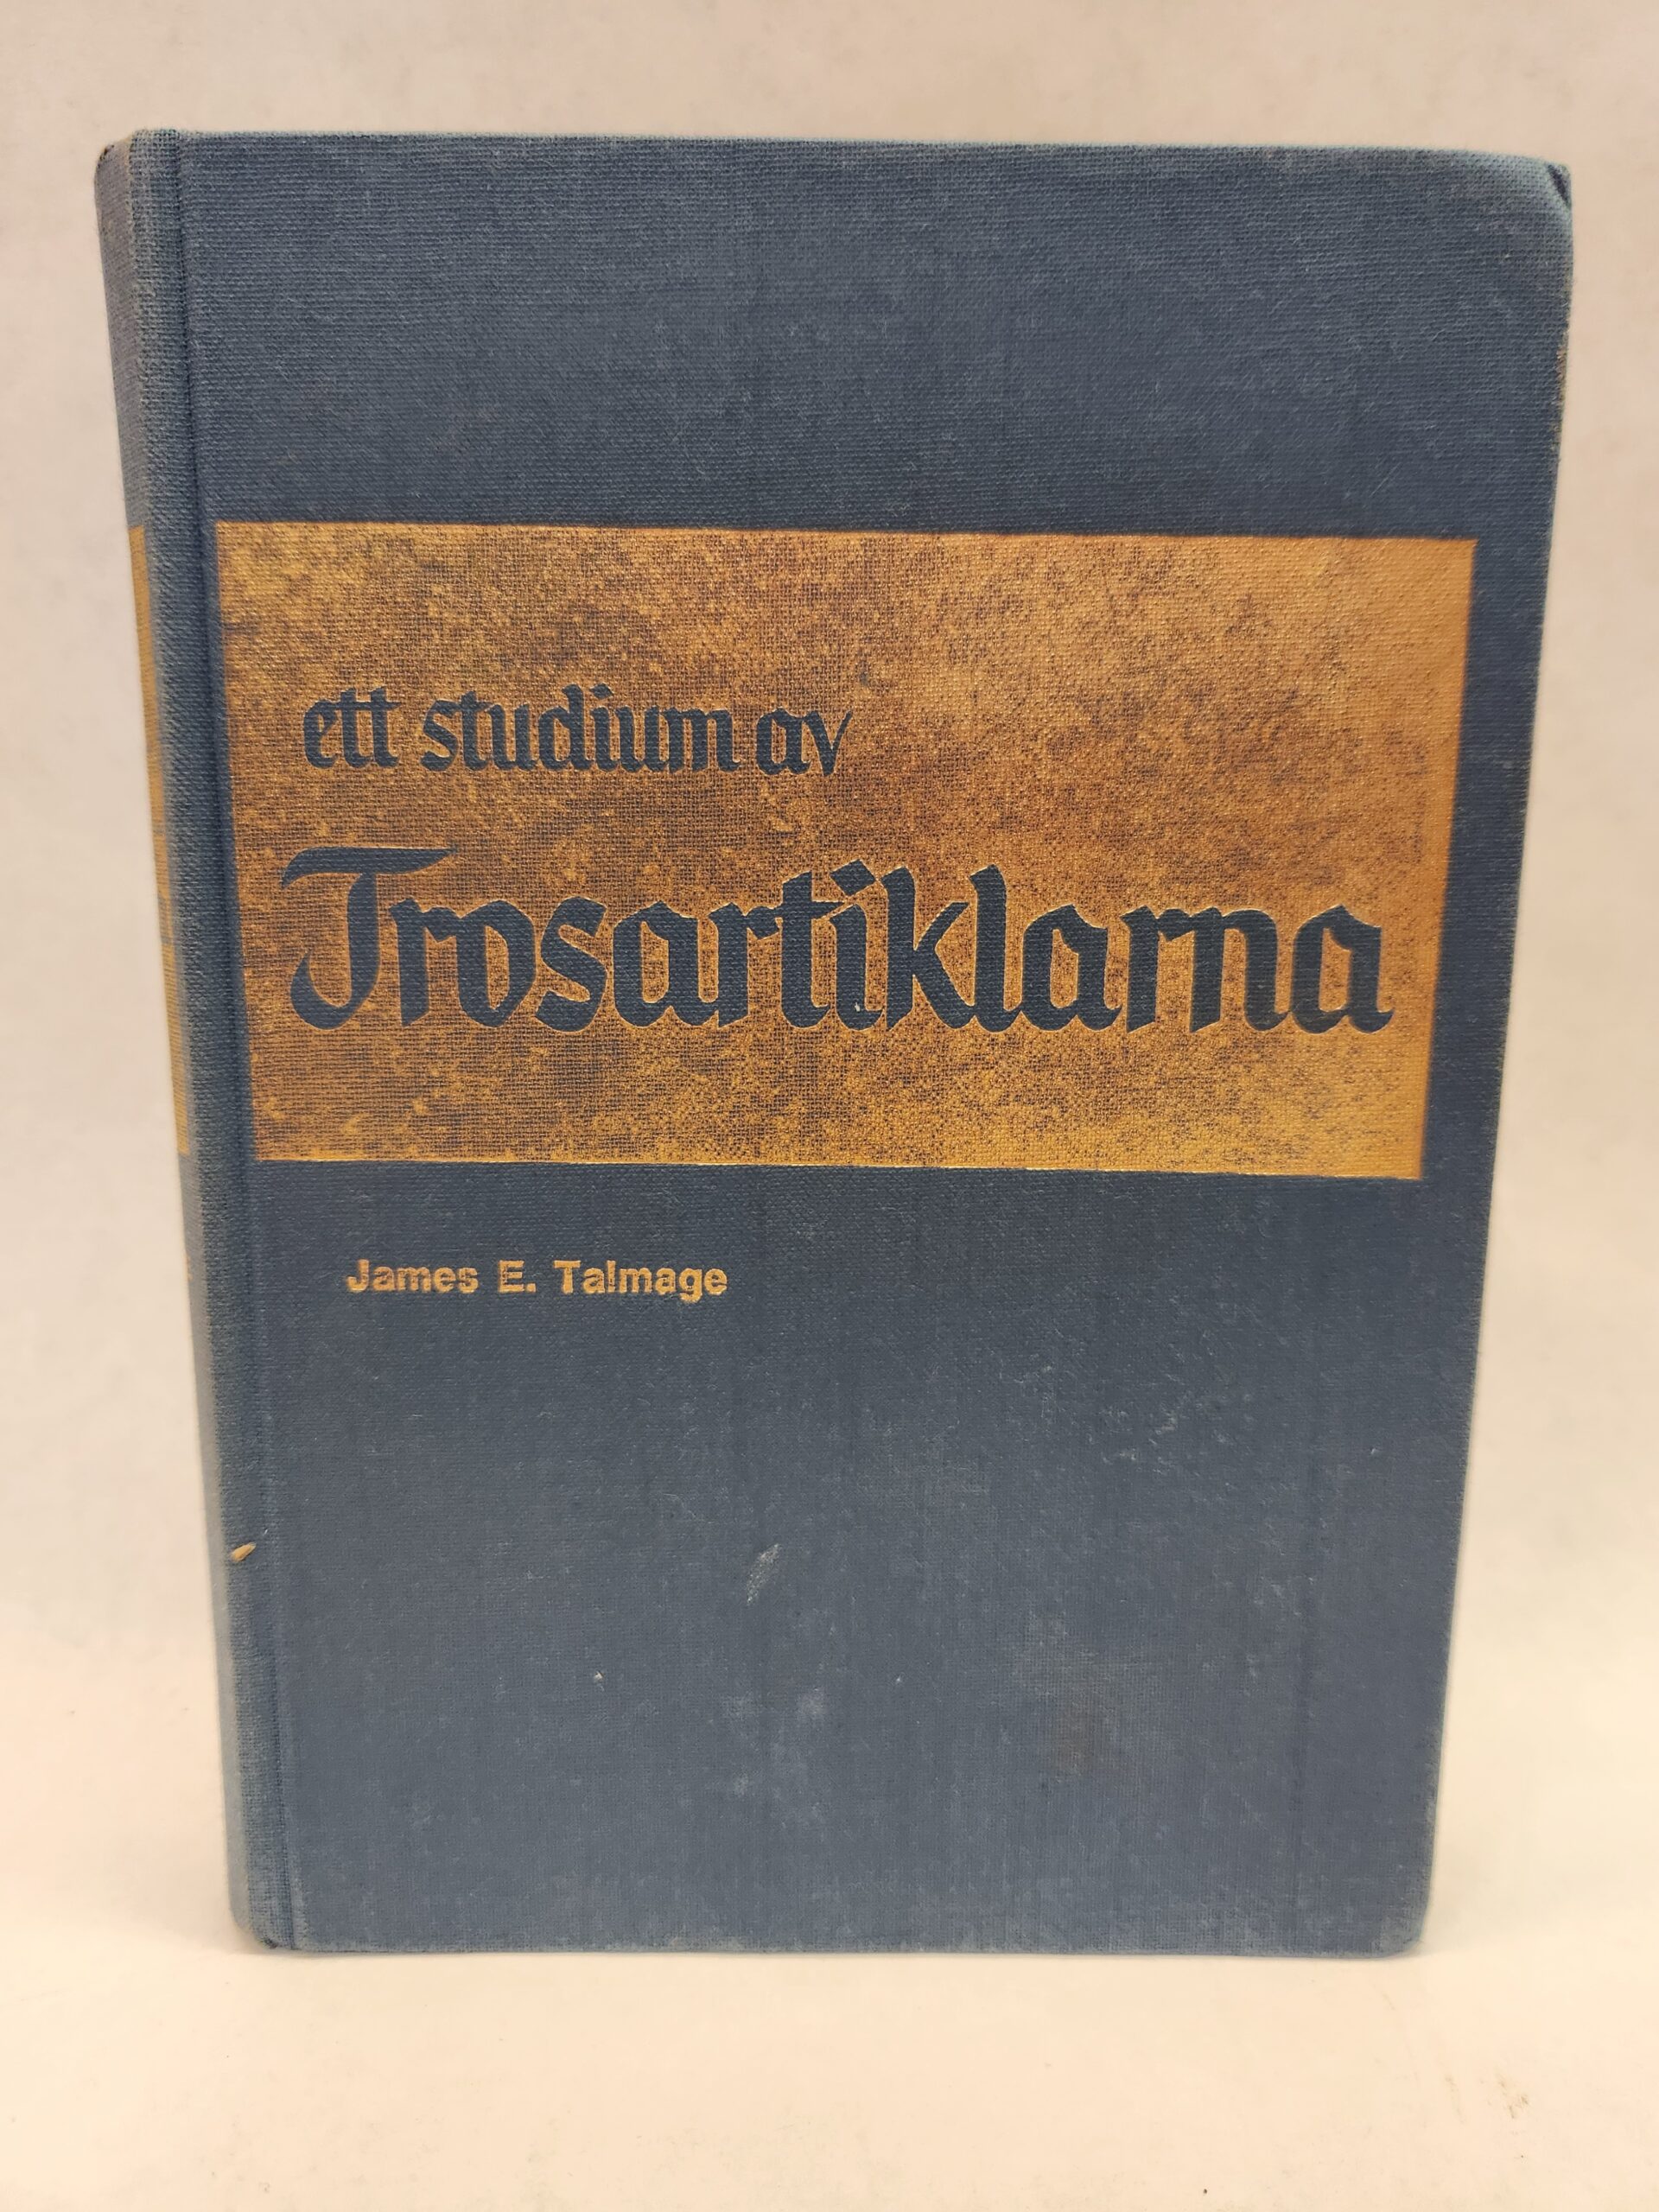 ett studium av
Trosartiklarna
James E. Talmage